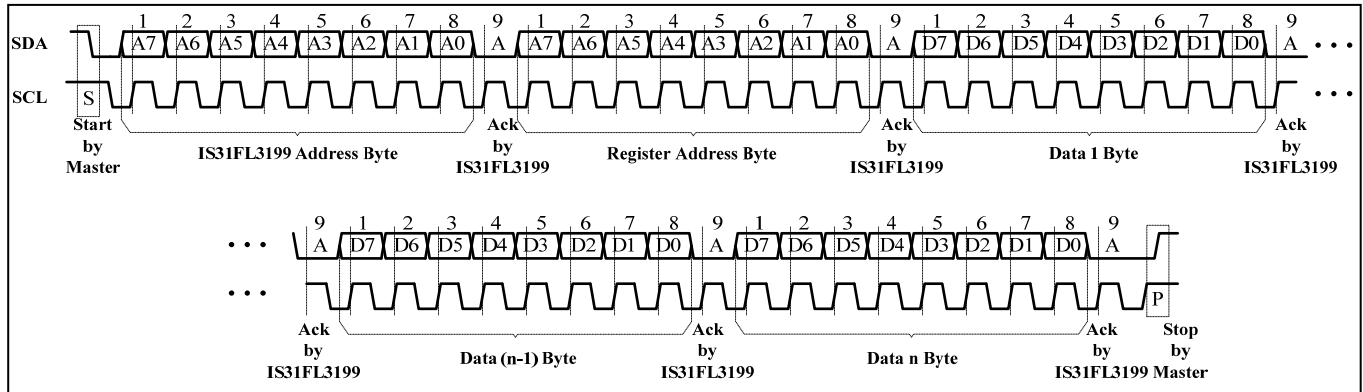 1 2 3 4 5 6 7 8 9 1 2 3 4 5 6 7 8 9 1 2 3 4 5 6 7 8 9
SDA A7 A6 A5 A4 A3 A2 A1 A0 A A7 A6 A5 A4 A3 A2 A1 A0 A D7 D6 D5 D4 D3 D2 D1 D0 A • • •
SCL S • • •
Start by Master
IS31FL3199 Address Byte
Ack by IS31FL3199
Register Address Byte
Ack by IS31FL3199
Data 1 Byte
Ack by IS31FL3199
9 1 2 3 4 5 6 7 8 9 1 2 3 4 5 6 7 8 9
• • • A D7 D6 D5 D4 D3 D2 D1 D0 A D7 D6 D5 D4 D3 D2 D1 D0 A
• • • P
Ack by IS31FL3199
Data (n-1) Byte
Ack by IS31FL3199
Data n Byte
Ack by IS31FL3199
Stop by Master